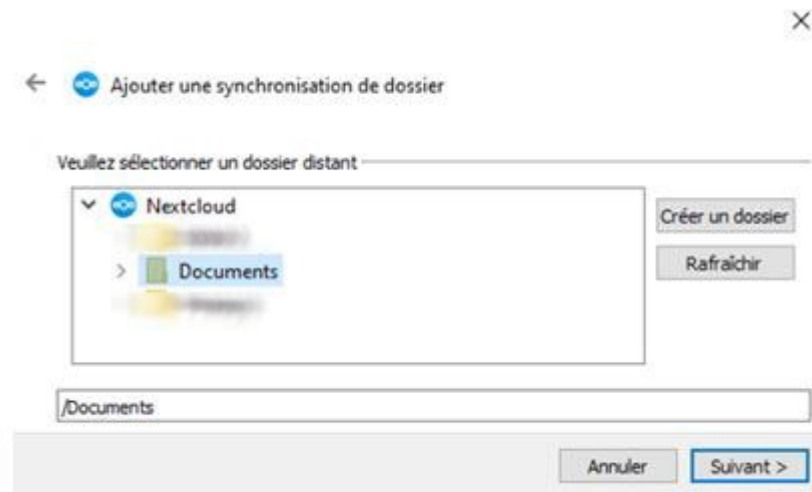 Ajouter une synchronisation de dossier
Veuillez sélectionner un dossier distant
Nextcloud
Créer un dossier
Documents
Rafraîchir
/Documents
Annuler
Suivant >